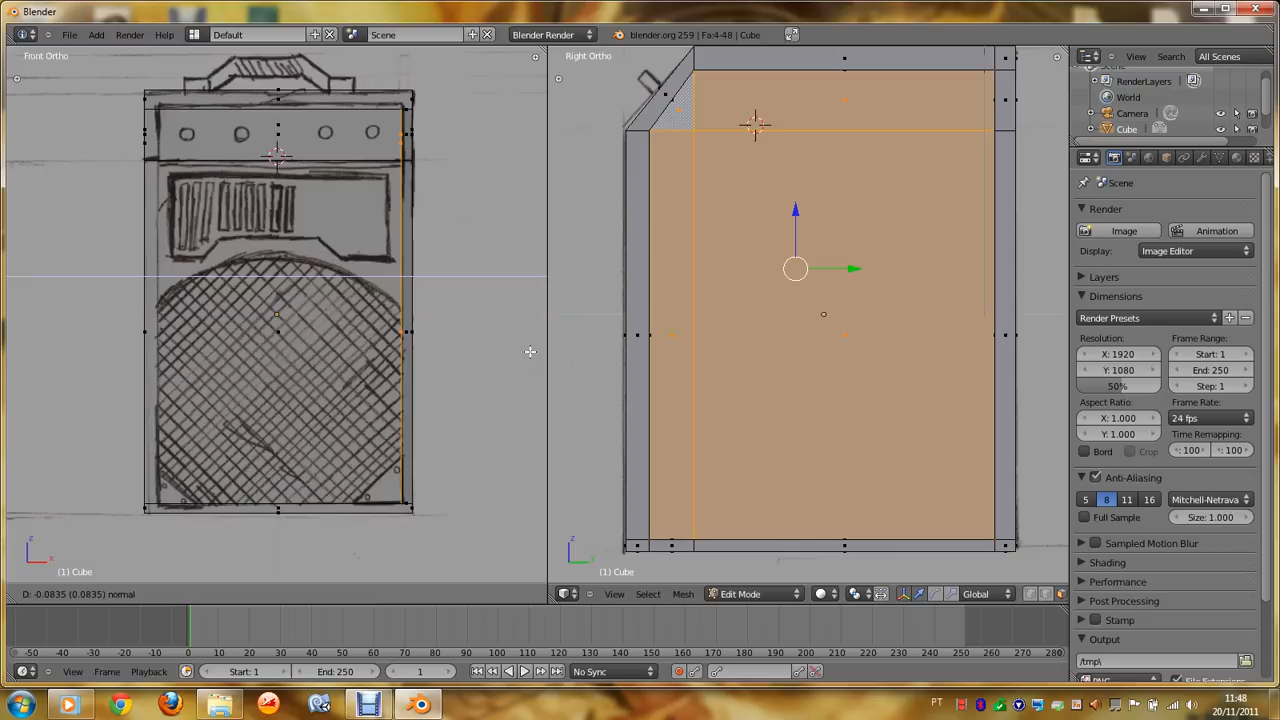 Blender
File Add Render Help Default Scene Blender Render blender.org 259 | Fa:4-48 | Cube
Front Ortho
Right Ortho
View Search All Scenes
Scene
RenderLayers
World
Camera
Cube
Scene
Render
Image Animation
Display: Image Editor
Layers
Dimensions
Render Presets
Resolution: Frame Range:
X: 1920 Start: 1
Y: 1080 End: 250
50% Step: 1
Aspect Ratio: Frame Rate:
X: 1.000 24 fps
Y: 1.000 Time Remapping:
Bord Crop : 100 : 100
Anti-Aliasing
5 8 11 16 Mitchell-Netrava
Full Sample Size: 1.000
Sampled Motion Blur
Shading
Performance
Post Processing
Stamp
Output
/tmp\
z x
(1) Cube
z y
(1) Cube
D: -0.0835 (0.0835) normal
View Select Mesh Edit Mode Global
-50 -40 -30 -20 -10 0 10 20 30 40 50 60 70 80 90 100 110 120 130 140 150 160 170 180 190 200 210 220 230 240 250 260 270 280
View Frame Playback Start: 1 End: 250 1 No Sync
PT 11:48
20/11/2011